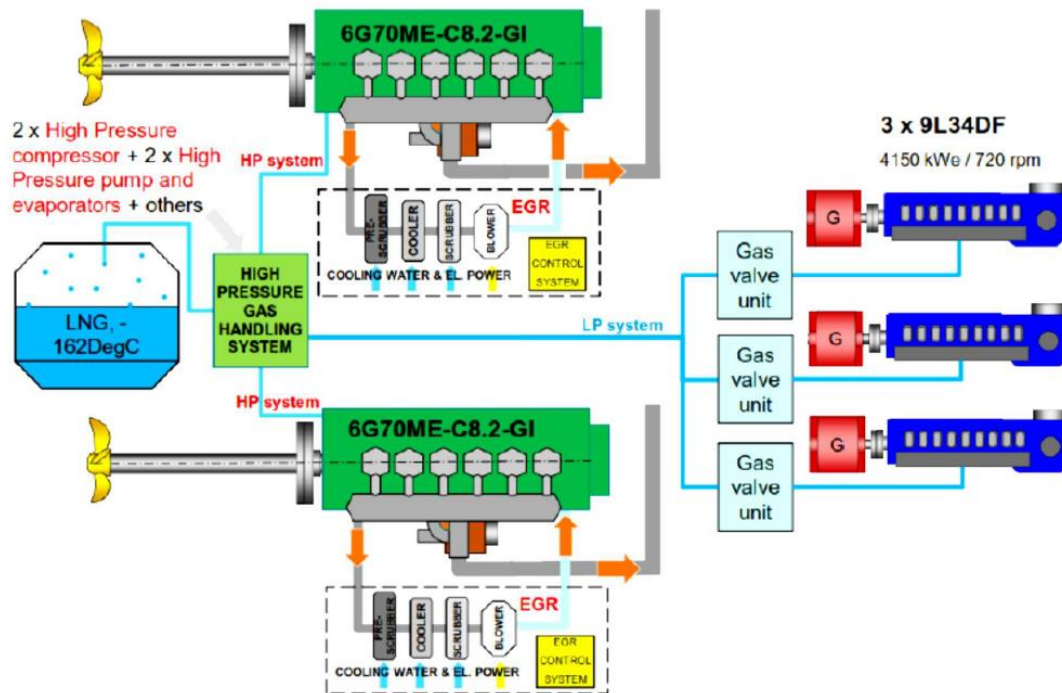 6G70ME-C8.2-GI
2 x High Pressure
compressor + 2 x High
Pressure pump and
evaporators + others
HP system
EGR
PRE-
SCRUBBER
COOLER
SCRUBBER
BLOWER
EGR
CONTROL
SYSTEM
COOLING WATER & EL. POWER
3 x 9L34DF
4150 kWe / 720 rpm
G
Gas
valve
unit
HIGH
PRESSURE
GAS
HANDLING
SYSTEM
LNG, -
162DegC
LP system
G
Gas
valve
unit
HP system
6G70ME-C8.2-GI
G
Gas
valve
unit
EGR
PRE-
SCRUBBER
COOLER
SCRUBBER
BLOWER
EGR
CONTROL
SYSTEM
COOLING WATER & EL. POWER